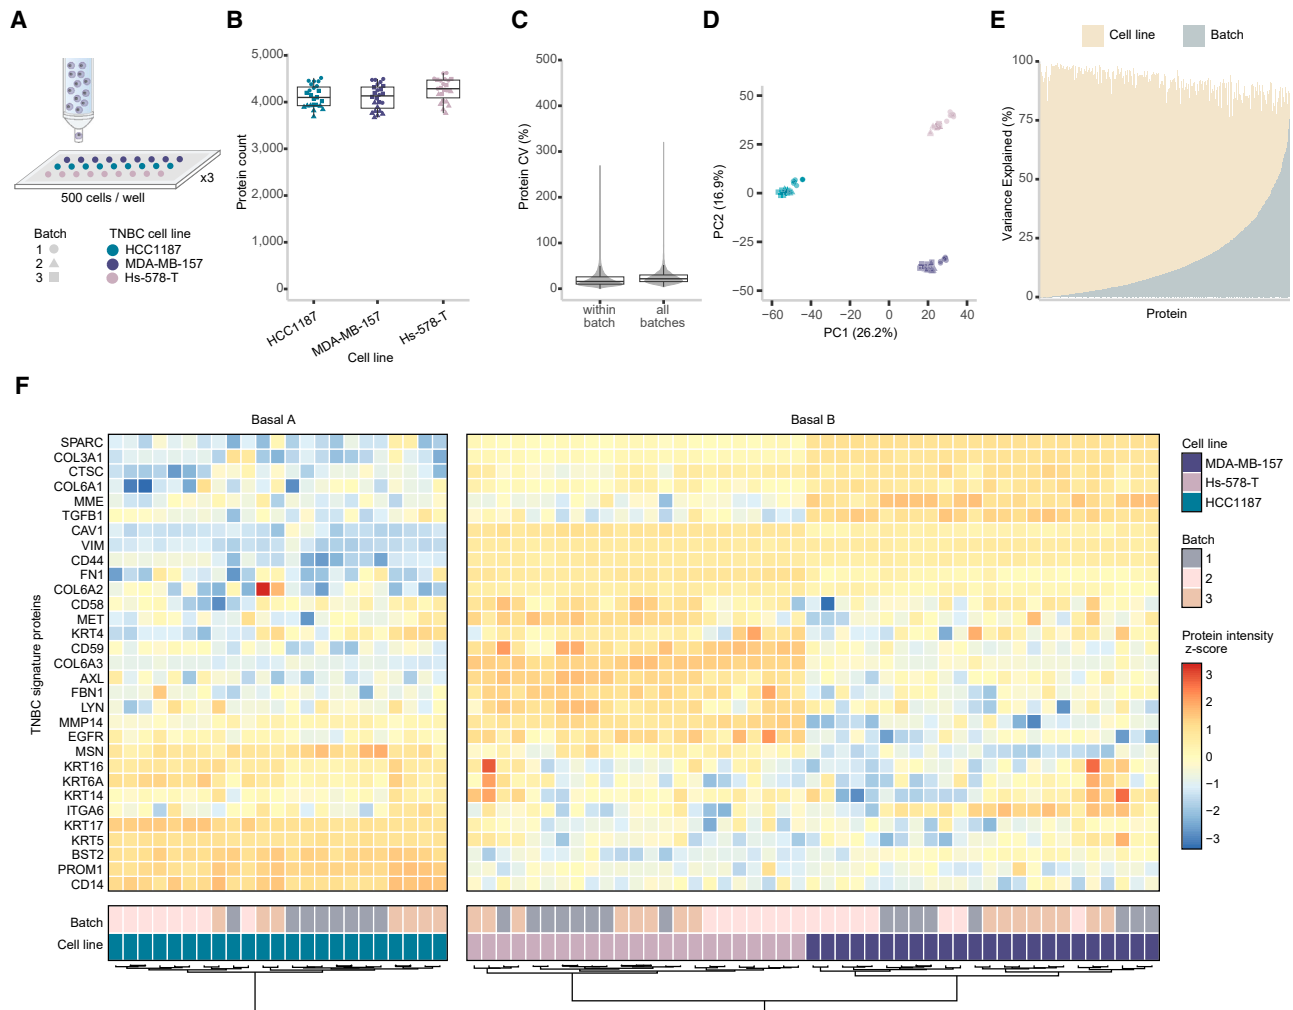 A
500 cells / well
x3
Batch
1
2
3
TNBC cell line
HCC1187
MDA-MB-157
Hs-578-T
B
Protein count
5,000
4,000
3,000
2,000
1,000
0
HCC1187
MDA-MB-157
Hs-578-T
Cell line
C
Protein CV (%)
500
400
300
200
100
0
within
batch
all
batches
D
PC2 (16.9%)
50
25
0
−25
−50
−60
−40
−20
0
20
40
PC1 (26.2%)
E
Cell line
Batch
Variance Explained (%)
100
75
50
25
0
Protein
F
Basal A
Basal B
TNBC signature proteins
SPARC
COL3A1
CTSC
COL6A1
MME
TGFB1
CAV1
VIM
CD44
FN1
COL6A2
CD58
MET
KRT4
CD59
COL6A3
AXL
FBN1
LYN
MMP14
EGFR
MSN
KRT16
KRT6A
KRT14
ITGA6
KRT17
KRT5
BST2
PROM1
CD14
Batch
Cell line
Cell line
MDA-MB-157
Hs-578-T
HCC1187
Batch
1
2
3
Protein intensity
z-score
3
2
1
0
−1
−2
−3